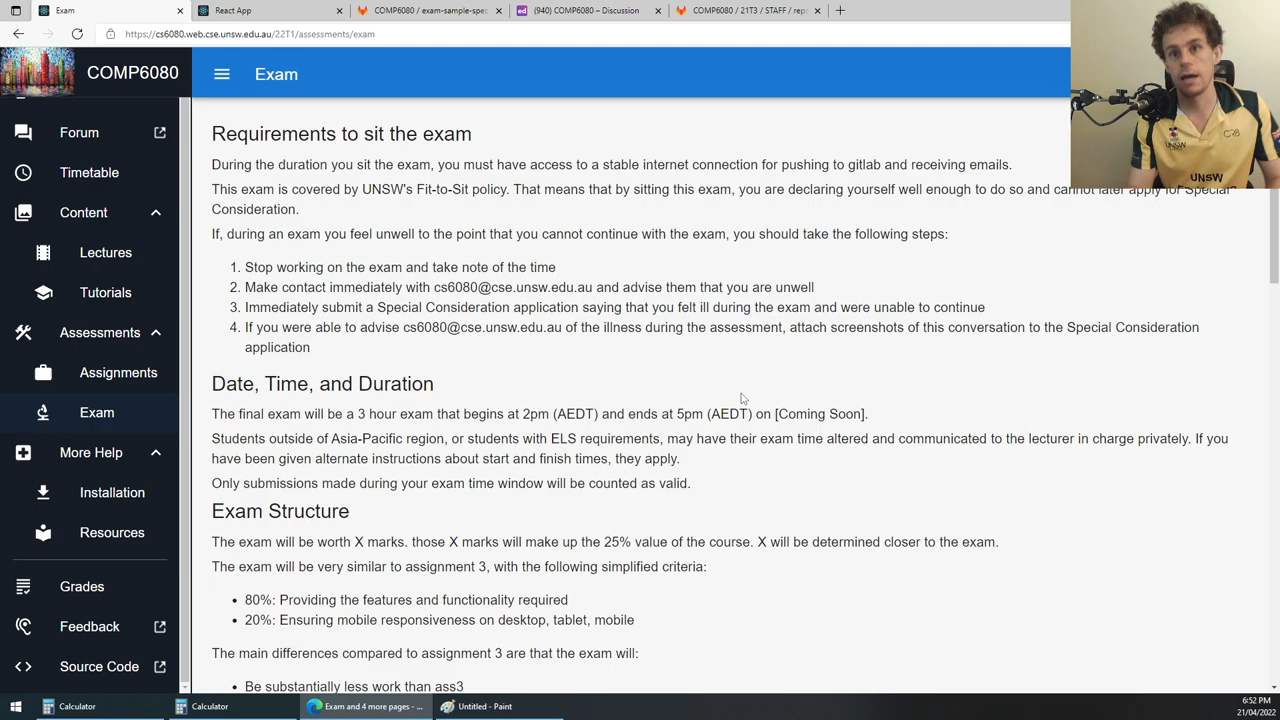 Exam
React App
COMP6080 / exam-sample-spec
(940) COMP6080 – Discussion
COMP6080 / 21T3 / STAFF / repo
https://cs6080.web.cse.unsw.edu.au/22T1/assessments/exam
COMP6080
Exam
Forum
Timetable
Content
Lectures
Tutorials
Assessments
Assignments
Exam
More Help
Installation
Resources
Grades
Feedback
Source Code
Requirements to sit the exam
During the duration you sit the exam, you must have access to a stable internet connection for pushing to gitlab and receiving emails.
This exam is covered by UNSW's Fit-to-Sit policy. That means that by sitting this exam, you are declaring yourself well enough to do so and cannot later apply for Special
Consideration.
If, during an exam you feel unwell to the point that you cannot continue with the exam, you should take the following steps:
1. Stop working on the exam and take note of the time
2. Make contact immediately with cs6080@cse.unsw.edu.au and advise them that you are unwell
3. Immediately submit a Special Consideration application saying that you felt ill during the exam and were unable to continue
4. If you were able to advise cs6080@cse.unsw.edu.au of the illness during the assessment, attach screenshots of this conversation to the Special Consideration
application
Date, Time, and Duration
The final exam will be a 3 hour exam that begins at 2pm (AEDT) and ends at 5pm (AEDT) on [Coming Soon].
Students outside of Asia-Pacific region, or students with ELS requirements, may have their exam time altered and communicated to the lecturer in charge privately. If you
have been given alternate instructions about start and finish times, they apply.
Only submissions made during your exam time window will be counted as valid.
Exam Structure
The exam will be worth X marks. those X marks will make up the 25% value of the course. X will be determined closer to the exam.
The exam will be very similar to assignment 3, with the following simplified criteria:
• 80%: Providing the features and functionality required
• 20%: Ensuring mobile responsiveness on desktop, tablet, mobile
The main differences compared to assignment 3 are that the exam will:
• Be substantially less work than ass3
UNSW
CR8
UNSW
Calculator
Calculator
Exam and 4 more pages - ...
Untitled - Paint
6:52 PM
21/04/2022